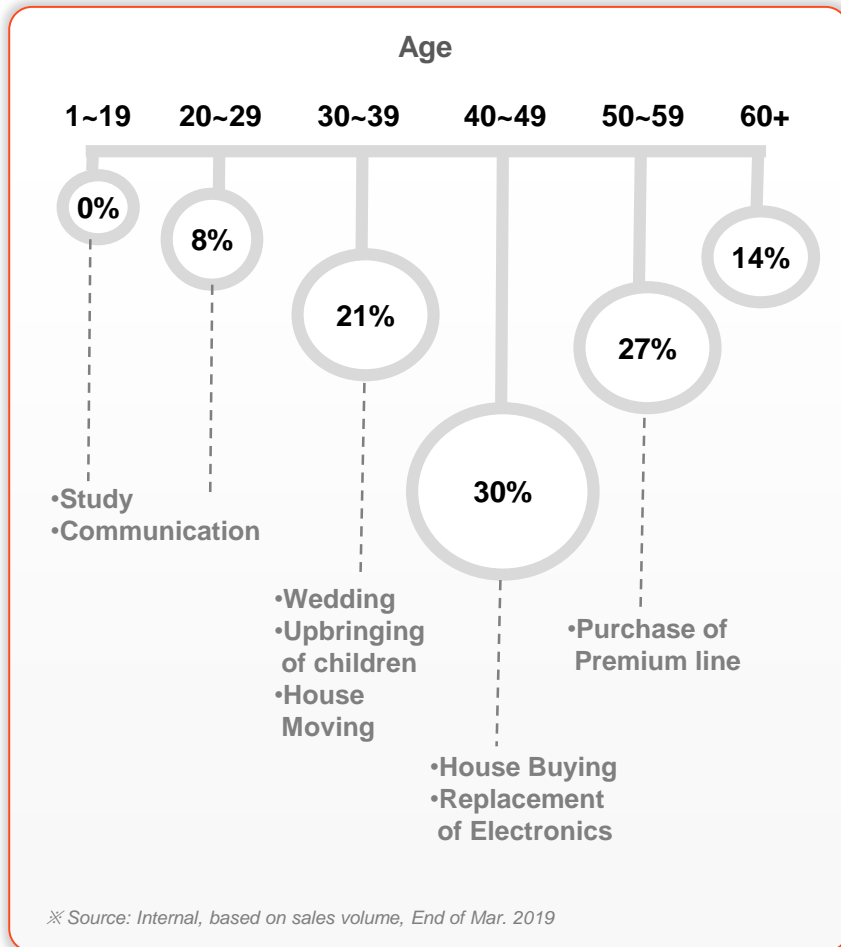 Age
1~19 20~29 30~39 40~49 50~59 60+
0%
8%
14%
21%
27%
30%
•Study
•Communication
•Wedding
•Upbringing
of children
•House
Moving
•Purchase of
Premium line
•House Buying
•Replacement
of Electronics
※ Source: Internal, based on sales volume, End of Mar. 2019